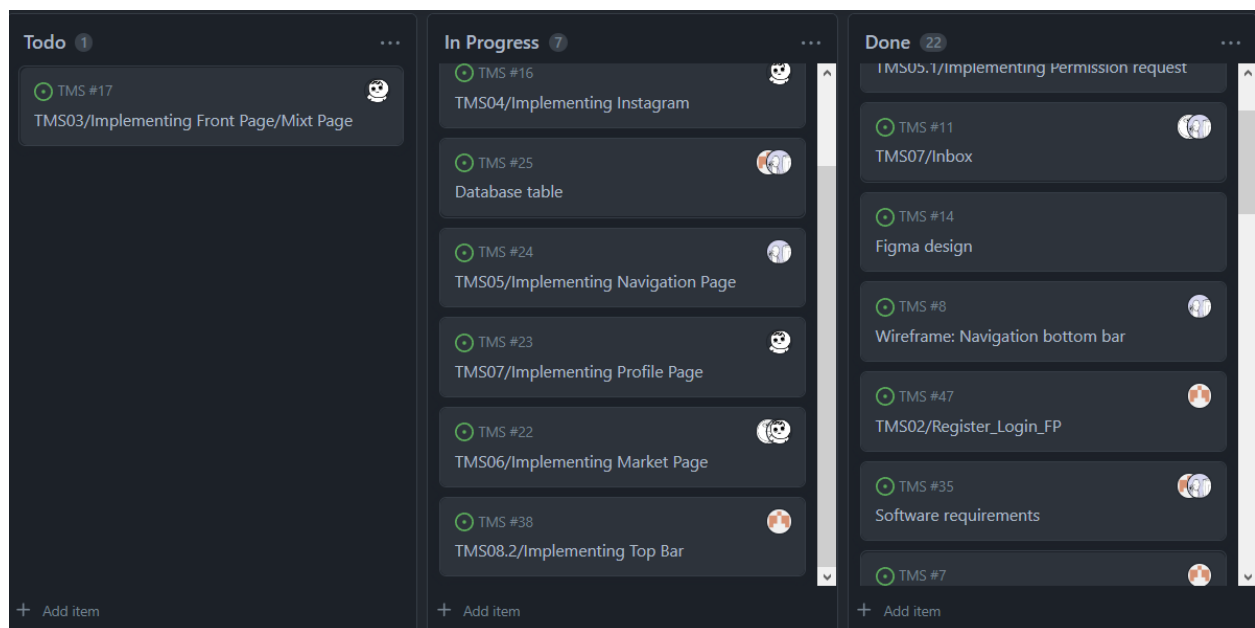 Todo 1
TMS #17
TMS03/Implementing Front Page/Mixt Page
+ Add item
In Progress 7
TMS #16
TMS04/Implementing Instagram
TMS #25
Database table
TMS #24
TMS05/Implementing Navigation Page
TMS #23
TMS07/Implementing Profile Page
TMS #22
TMS06/Implementing Market Page
TMS #38
TMS08.2/Implementing Top Bar
+ Add item
Done 22
TMS05.1/Implementing Permission request
TMS #11
TMS07/Inbox
TMS #14
Figma design
TMS #8
Wireframe: Navigation bottom bar
TMS #47
TMS02/Register_Login_FP
TMS #35
Software requirements
TMS #7
+ Add item